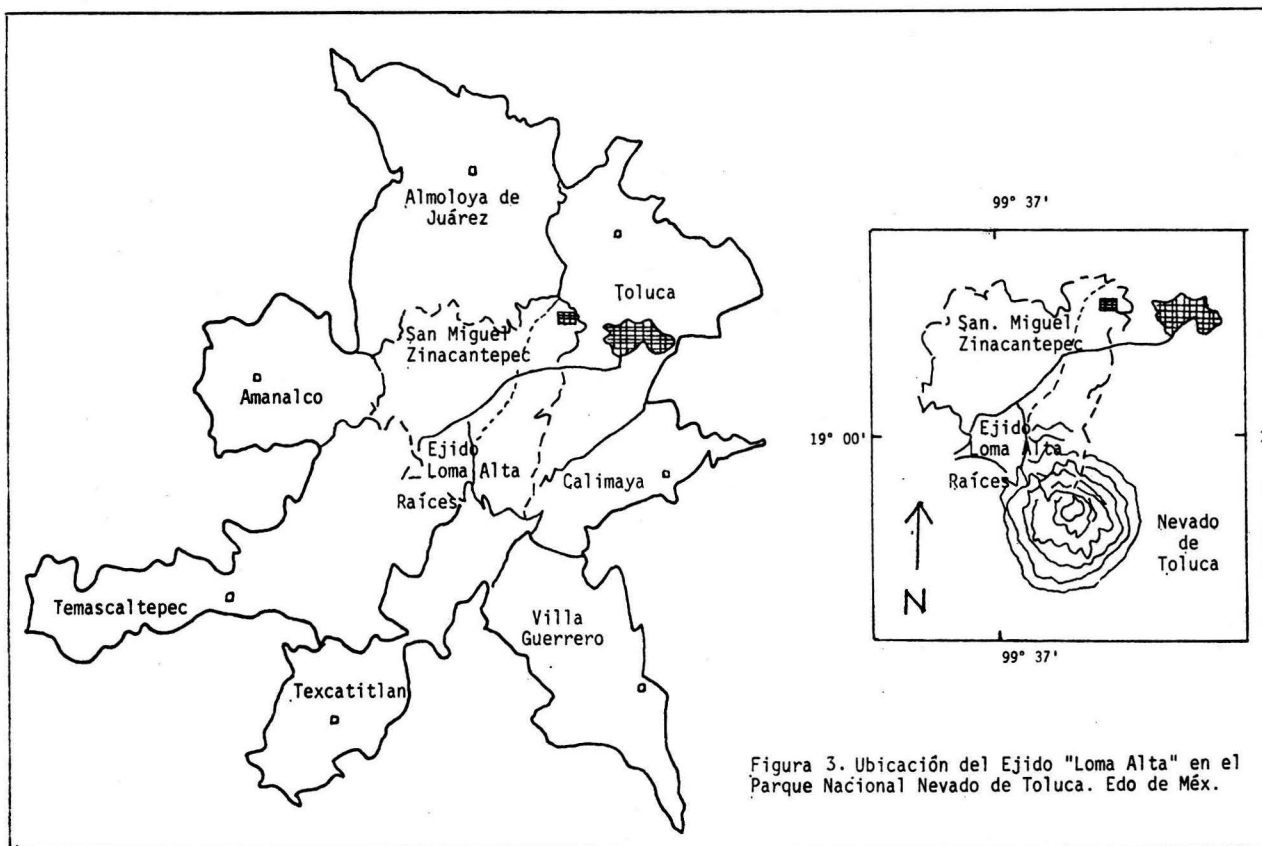 Almoloya de
Juárez
Toluca
San Miguel
Zinacantepec
Amanalco
Ejido
Loma Alta
Raíces
Calimaya
Temascaltepec
Villa
Guerrero
Texcatitlan
99° 37'
San. Miguel
Zinacantepec
19° 00'
Ejido
Loma Alta
Raíces
Nevado
de
Toluca
N
99° 37'
Figura 3. Ubicación del Ejido "Loma Alta" en el
Parque Nacional Nevado de Toluca. Edo de Méx.